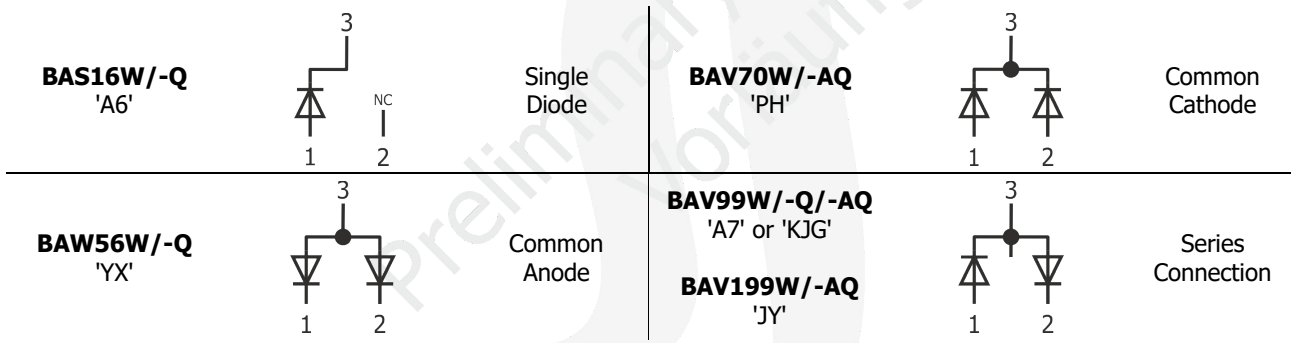 BAS16W/-Q
'A6'
3
NC
1 2
Single
Diode
BAV70W/-AQ
'PH'
3
1 2
Common
Cathode
BAW56W/-Q
'YX'
3
1 2
Common
Anode
BAV99W/-Q/-AQ
'A7' or 'KJG'
BAV199W/-AQ
'JY'
3
1 2
Series
Connection
Preliminary